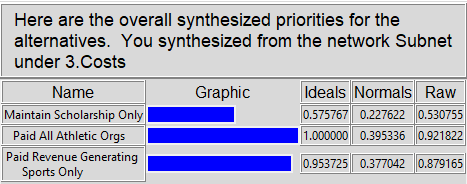 Here are the overall synthesized priorities for the
alternatives. You synthesized from the network Subnet
under 3.Costs
Name Graphic Ideals Normals Raw
Maintain Scholarship Only 0.575767 0.227622 0.530755
Paid All Athletic Orgs 1.000000 0.395336 0.921822
Paid Revenue Generating
Sports Only 0.953725 0.377042 0.879165